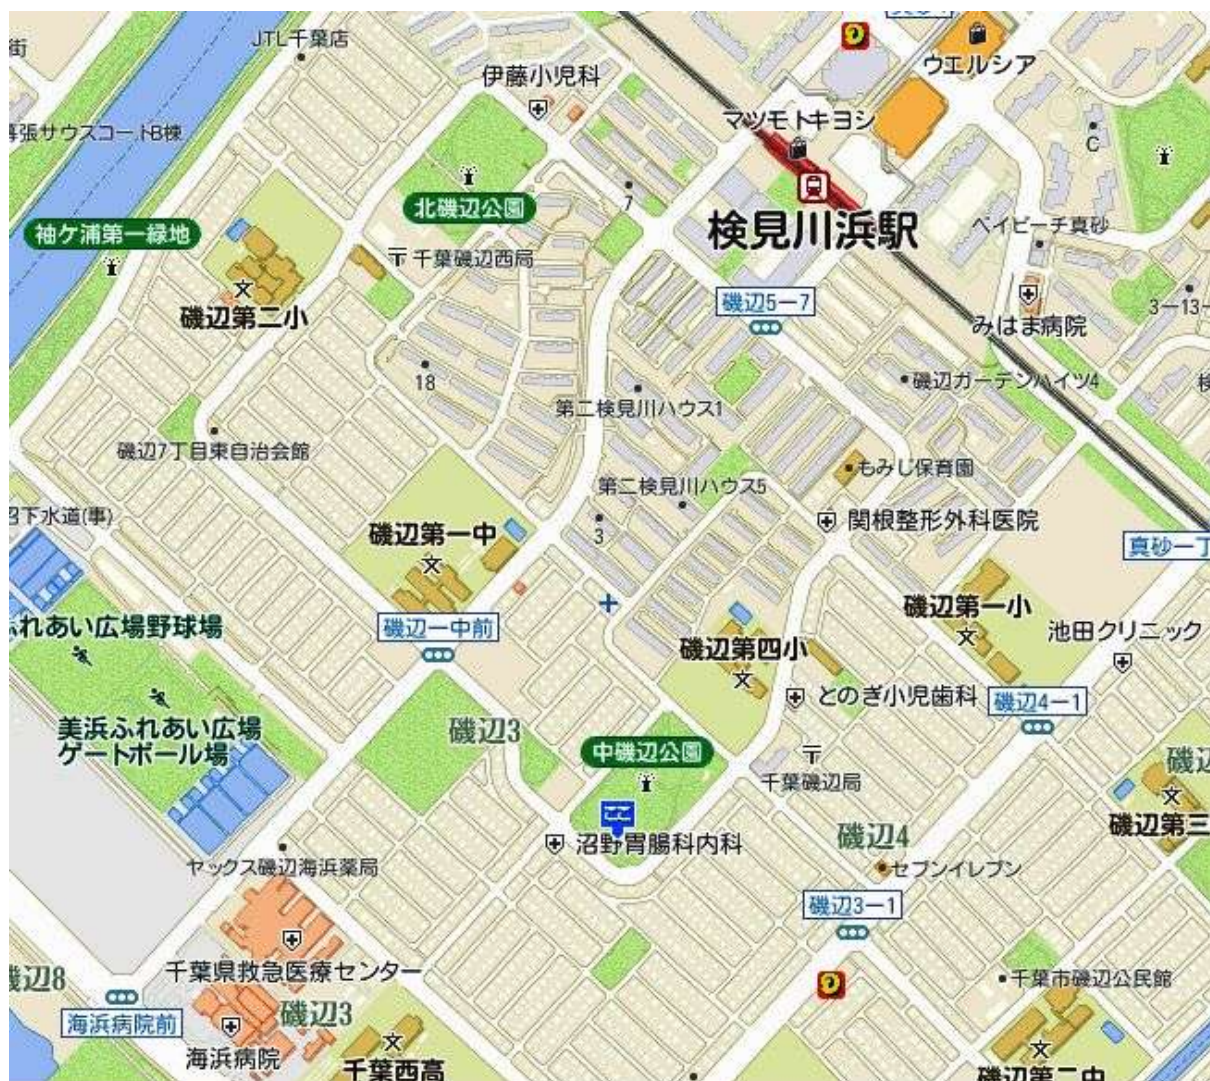 JTL千葉店
街
伊藤小児科
ウエルシア
マツモトキヨシ
張サウスコートB棟
C
7
北磯辺公園
検見川浜駅
ベイビーチ真砂
袖ケ浦第一緑地
千葉磯辺西局
磯辺5-7
3-13-
磯辺第二小
みはま病院
18
磯辺ガーデンハイツ4
検
第二検見川ハウス1
磯辺7丁目東自治会館
もみじ保育園
第二検見川ハウス5
下水道(事)
3
関根整形外科医院
磯辺第一中
真砂一丁
磯辺第一小
れあい広場野球場
磯辺一中前
池田クリニック
磯辺第四小
とのぎ小児歯科
磯辺4-1
美浜ふれあい広場
ゲートボール場
磯辺3
中磯辺公園
千葉磯辺局
磯辺
沼野胃腸科内科
磯辺4
磯辺第三
ヤックス磯辺海浜薬局
セブンイレブン
磯辺3-1
千葉県救急医療センター
磯辺8
千葉市磯辺公民館
磯辺3
海浜病院前
海浜病院
千葉西高
磯辺第二中